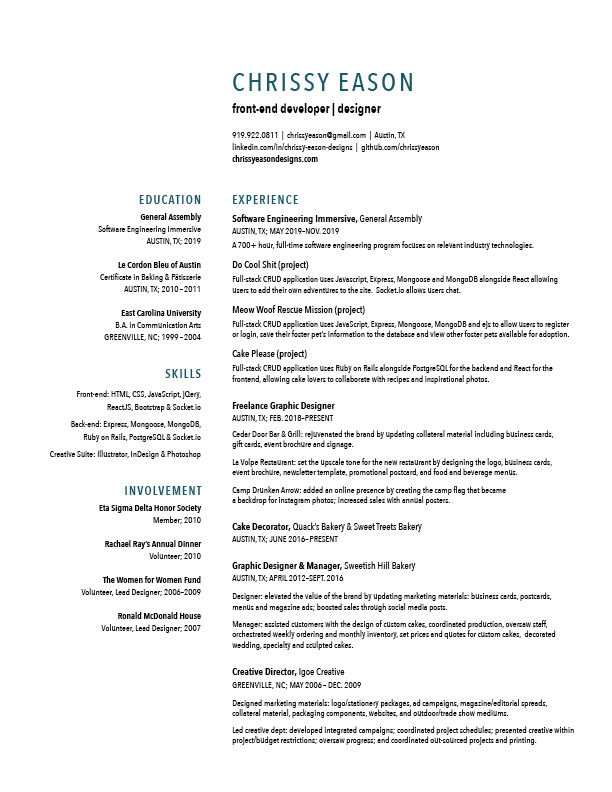 CHRISSY EASON
front-end developer | designer
919.922.0811 | chrissyeason@gmail.com | Austin, TX
linkedin.com/in/chrissy-eason-designs | github.com/chrissyeason
chrissyeasondesigns.com
EDUCATION
General Assembly
Software Engineering Immersive
AUSTIN, TX; 2019
Le Cordon Bleu of Austin
Certificate in Baking & Pâtisserie
AUSTIN, TX; 2010–2011
East Carolina University
B.A. in Communication Arts
GREENVILLE, NC; 1999–2004
SKILLS
Front-end: HTML, CSS, JavaScript, jQery,
ReactJS, Bootstrap & Socket.io
Back-end: Express, Mongoose, MongoDB,
Ruby on Rails, PostgreSQL & Socket.io
Creative Suite: Illustrator, InDesign & Photoshop
INVOLVEMENT
Eta Sigma Delta Honor Society
Member; 2010
Rachael Ray's Annual Dinner
Volunteer; 2010
The Women for Women Fund
Volunteer, Lead Designer; 2006–2009
Ronald McDonald House
Volunteer, Lead Designer; 2007
EXPERIENCE
Software Engineering Immersive, General Assembly
AUSTIN, TX; MAY 2019–NOV. 2019
A 700+ hour, full-time software engineering program focuses on relevant industry technologies.
Do Cool Shit (project)
Full-stack CRUD application uses Javascript, Express, Mongoose and MongoDB alongside React allowing
users to add their own adventures to the site. Socket.io allows users chat.
Meow Woof Rescue Mission (project)
Full-stack CRUD application uses JavaScript, Express, Mongoose, MongoDB and ejs to allow users to register
or login, save their foster pet's information to the database and view other foster pets available for adoption.
Cake Please (project)
Full-stack CRUD application uses Ruby on Rails alongside PostgreSQL for the backend and React for the
frontend, allowing cake lovers to collaborate with recipes and inspirational photos.
Freelance Graphic Designer
AUSTIN, TX; FEB. 2018–PRESENT
Cedar Door Bar & Grill: rejuvenated the brand by updating collateral material including business cards,
gift cards, event brochure and signage.
La Volpe Restaurant: set the upscale tone for the new restaurant by designing the logo, business cards,
event brochure, newsletter template, promotional postcard, and food and beverage menus.
Camp Drunken Arrow: added an online presence by creating the camp flag that became
a backdrop for instagram photos; increased sales with annual posters.
Cake Decorator, Quack's Bakery & Sweet Treets Bakery
AUSTIN, TX; JUNE 2016–PRESENT
Graphic Designer & Manager, Sweetish Hill Bakery
AUSTIN, TX; APRIL 2012–SEPT. 2016
Designer: elevated the value of the brand by updating marketing materials: business cards, postcards,
menus and magazine ads; boosted sales through social media posts.
Manager: assisted customers with the design of custom cakes, coordinated production, oversaw staff,
orchestrated weekly ordering and monthly inventory, set prices and quotes for custom cakes, decorated
wedding, specialty and sculpted cakes.
Creative Director, Igoe Creative
GREENVILLE, NC; MAY 2006–DEC. 2009
Designed marketing materials: logo/stationery packages, ad campaigns, magazine/editorial spreads,
collateral material, packaging components, websites, and outdoor/trade show mediums.
Led creative dept: developed integrated campaigns; coordinated project schedules; presented creative within
project/budget restrictions; oversaw progress; and coordinated out-sourced projects and printing.